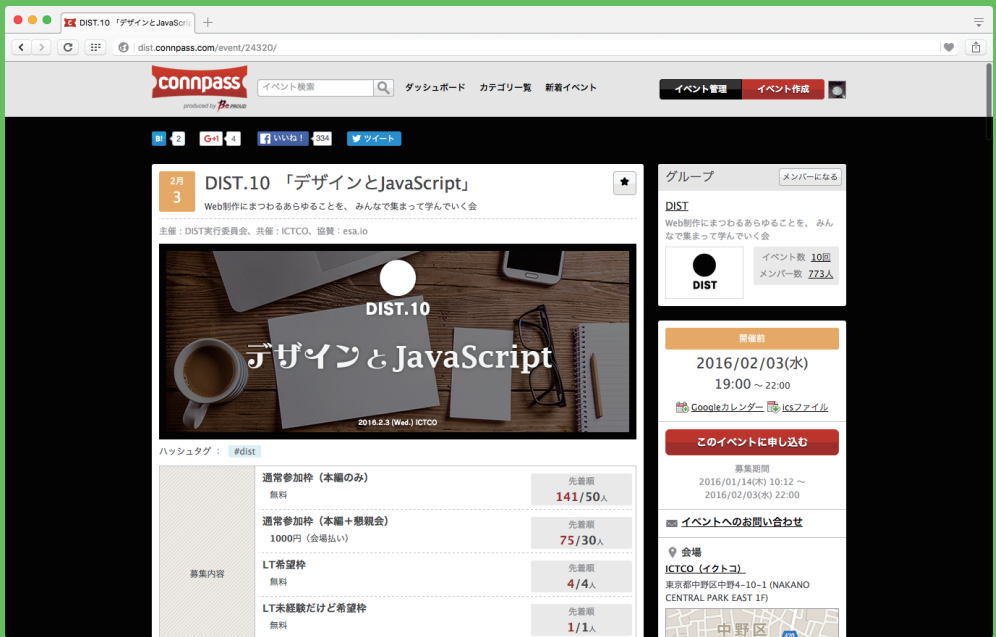 DIST.10 「デザインとJavaScri
dist.connpass.com/event/24320/
connpass
produced by Be PROUD
イベント検索
ダッシュボード カテゴリ一覧 新着イベント
イベント管理 イベント作成
B! 2 G+1 4 いいね! 334 ツイート
2月
3
DIST.10 「デザインとJavaScript」
Web制作にまつわるあらゆることを、 みんなで集まって学んでいく会
主催 : DIST実行委員会、共催 : ICTCO、協賛 : esa.io
DIST.10
デザインとJavaScript
2016.2.3 (Wed.) ICTCO
ハッシュタグ : #dist
募集内容
通常参加枠（本編のみ）
無料
先着順
141/50人
通常参加枠（本編＋懇親会）
1000円（会場払い）
先着順
75/30人
LT希望枠
無料
先着順
4/4人
LT未経験だけど希望枠
無料
先着順
1/1人
グループ メンバーになる
DIST
Web制作にまつわるあらゆることを、 みん
なで集まって学んでいく会
DIST
イベント数 10回
メンバー数 773人
開催前
2016/02/03(水)
19:00 ～ 22:00
Googleカレンダー icsファイル
このイベントに申し込む
募集期間
2016/01/14(木) 10:12 ～
2016/02/03(水) 22:00
イベントへのお問い合わせ
会場
ICTCO（イクトコ）
東京都中野区中野4-10-1 (NAKANO
CENTRAL PARK EAST 1F)
中野区
420